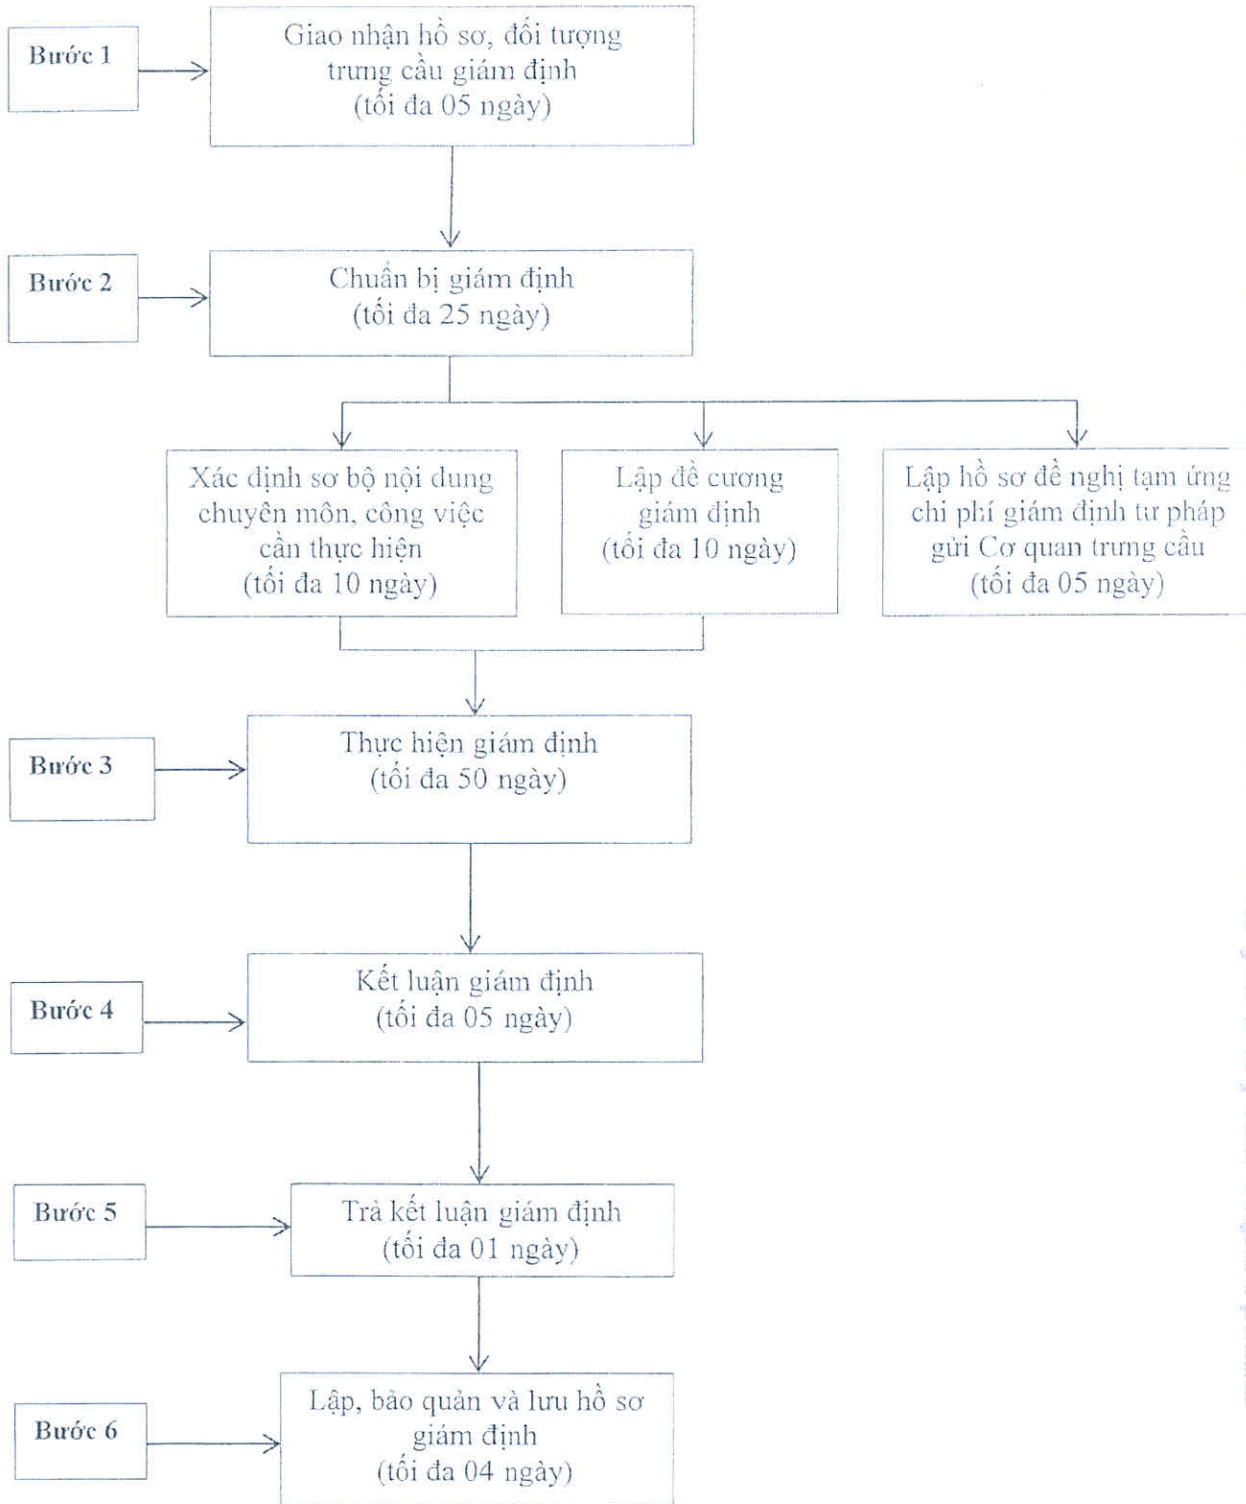 Bước 1
Giao nhận hồ sơ, đối tượng
trưng cầu giám định
(tối đa 05 ngày)
Bước 2
Chuẩn bị giám định
(tối đa 25 ngày)
Xác định sơ bộ nội dung
chuyên môn, công việc
cần thực hiện
(tối đa 10 ngày)
Lập đề cương
giám định
(tối đa 10 ngày)
Lập hồ sơ đề nghị tạm ứng
chi phí giám định tư pháp
gửi Cơ quan trưng cầu
(tối đa 05 ngày)
Bước 3
Thực hiện giám định
(tối đa 50 ngày)
Bước 4
Kết luận giám định
(tối đa 05 ngày)
Bước 5
Trả kết luận giám định
(tối đa 01 ngày)
Bước 6
Lập, bảo quản và lưu hồ sơ
giám định
(tối đa 04 ngày)